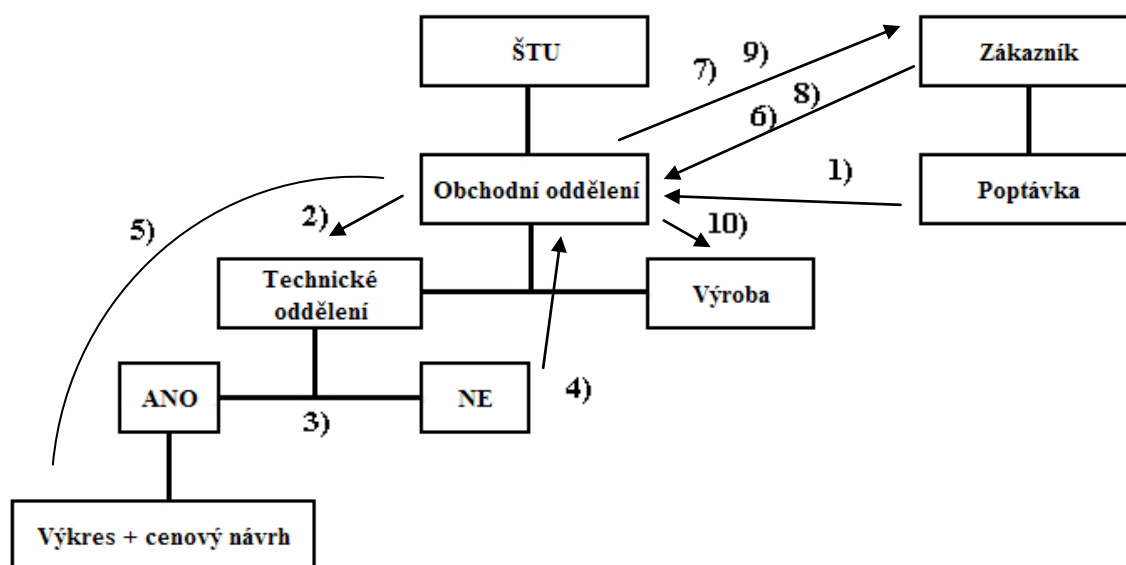 ŠTU
Zákazník
7)
9)
8)
6)
Obchodní oddělení
1)
Poptávka
2)
10)
5)
Technické
oddělení
Výroba
ANO
NE
4)
3)
Výkres + cenový návrh